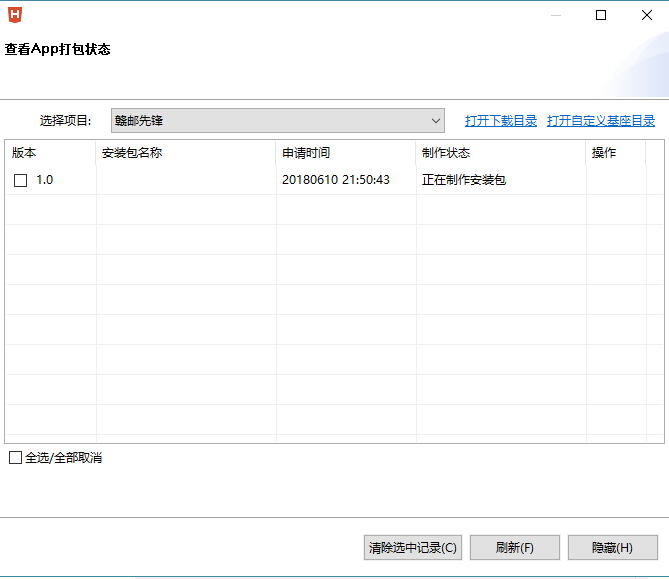 查看App打包状态
选择项目: 赣邮先锋 打开下载目录 打开自定义基座目录
版本 安装包名称 申请时间 制作状态 操作
1.0 20180610 21:50:43 正在制作安装包
全选/全部取消
清除选中记录(C) 刷新(F) 隐藏(H)